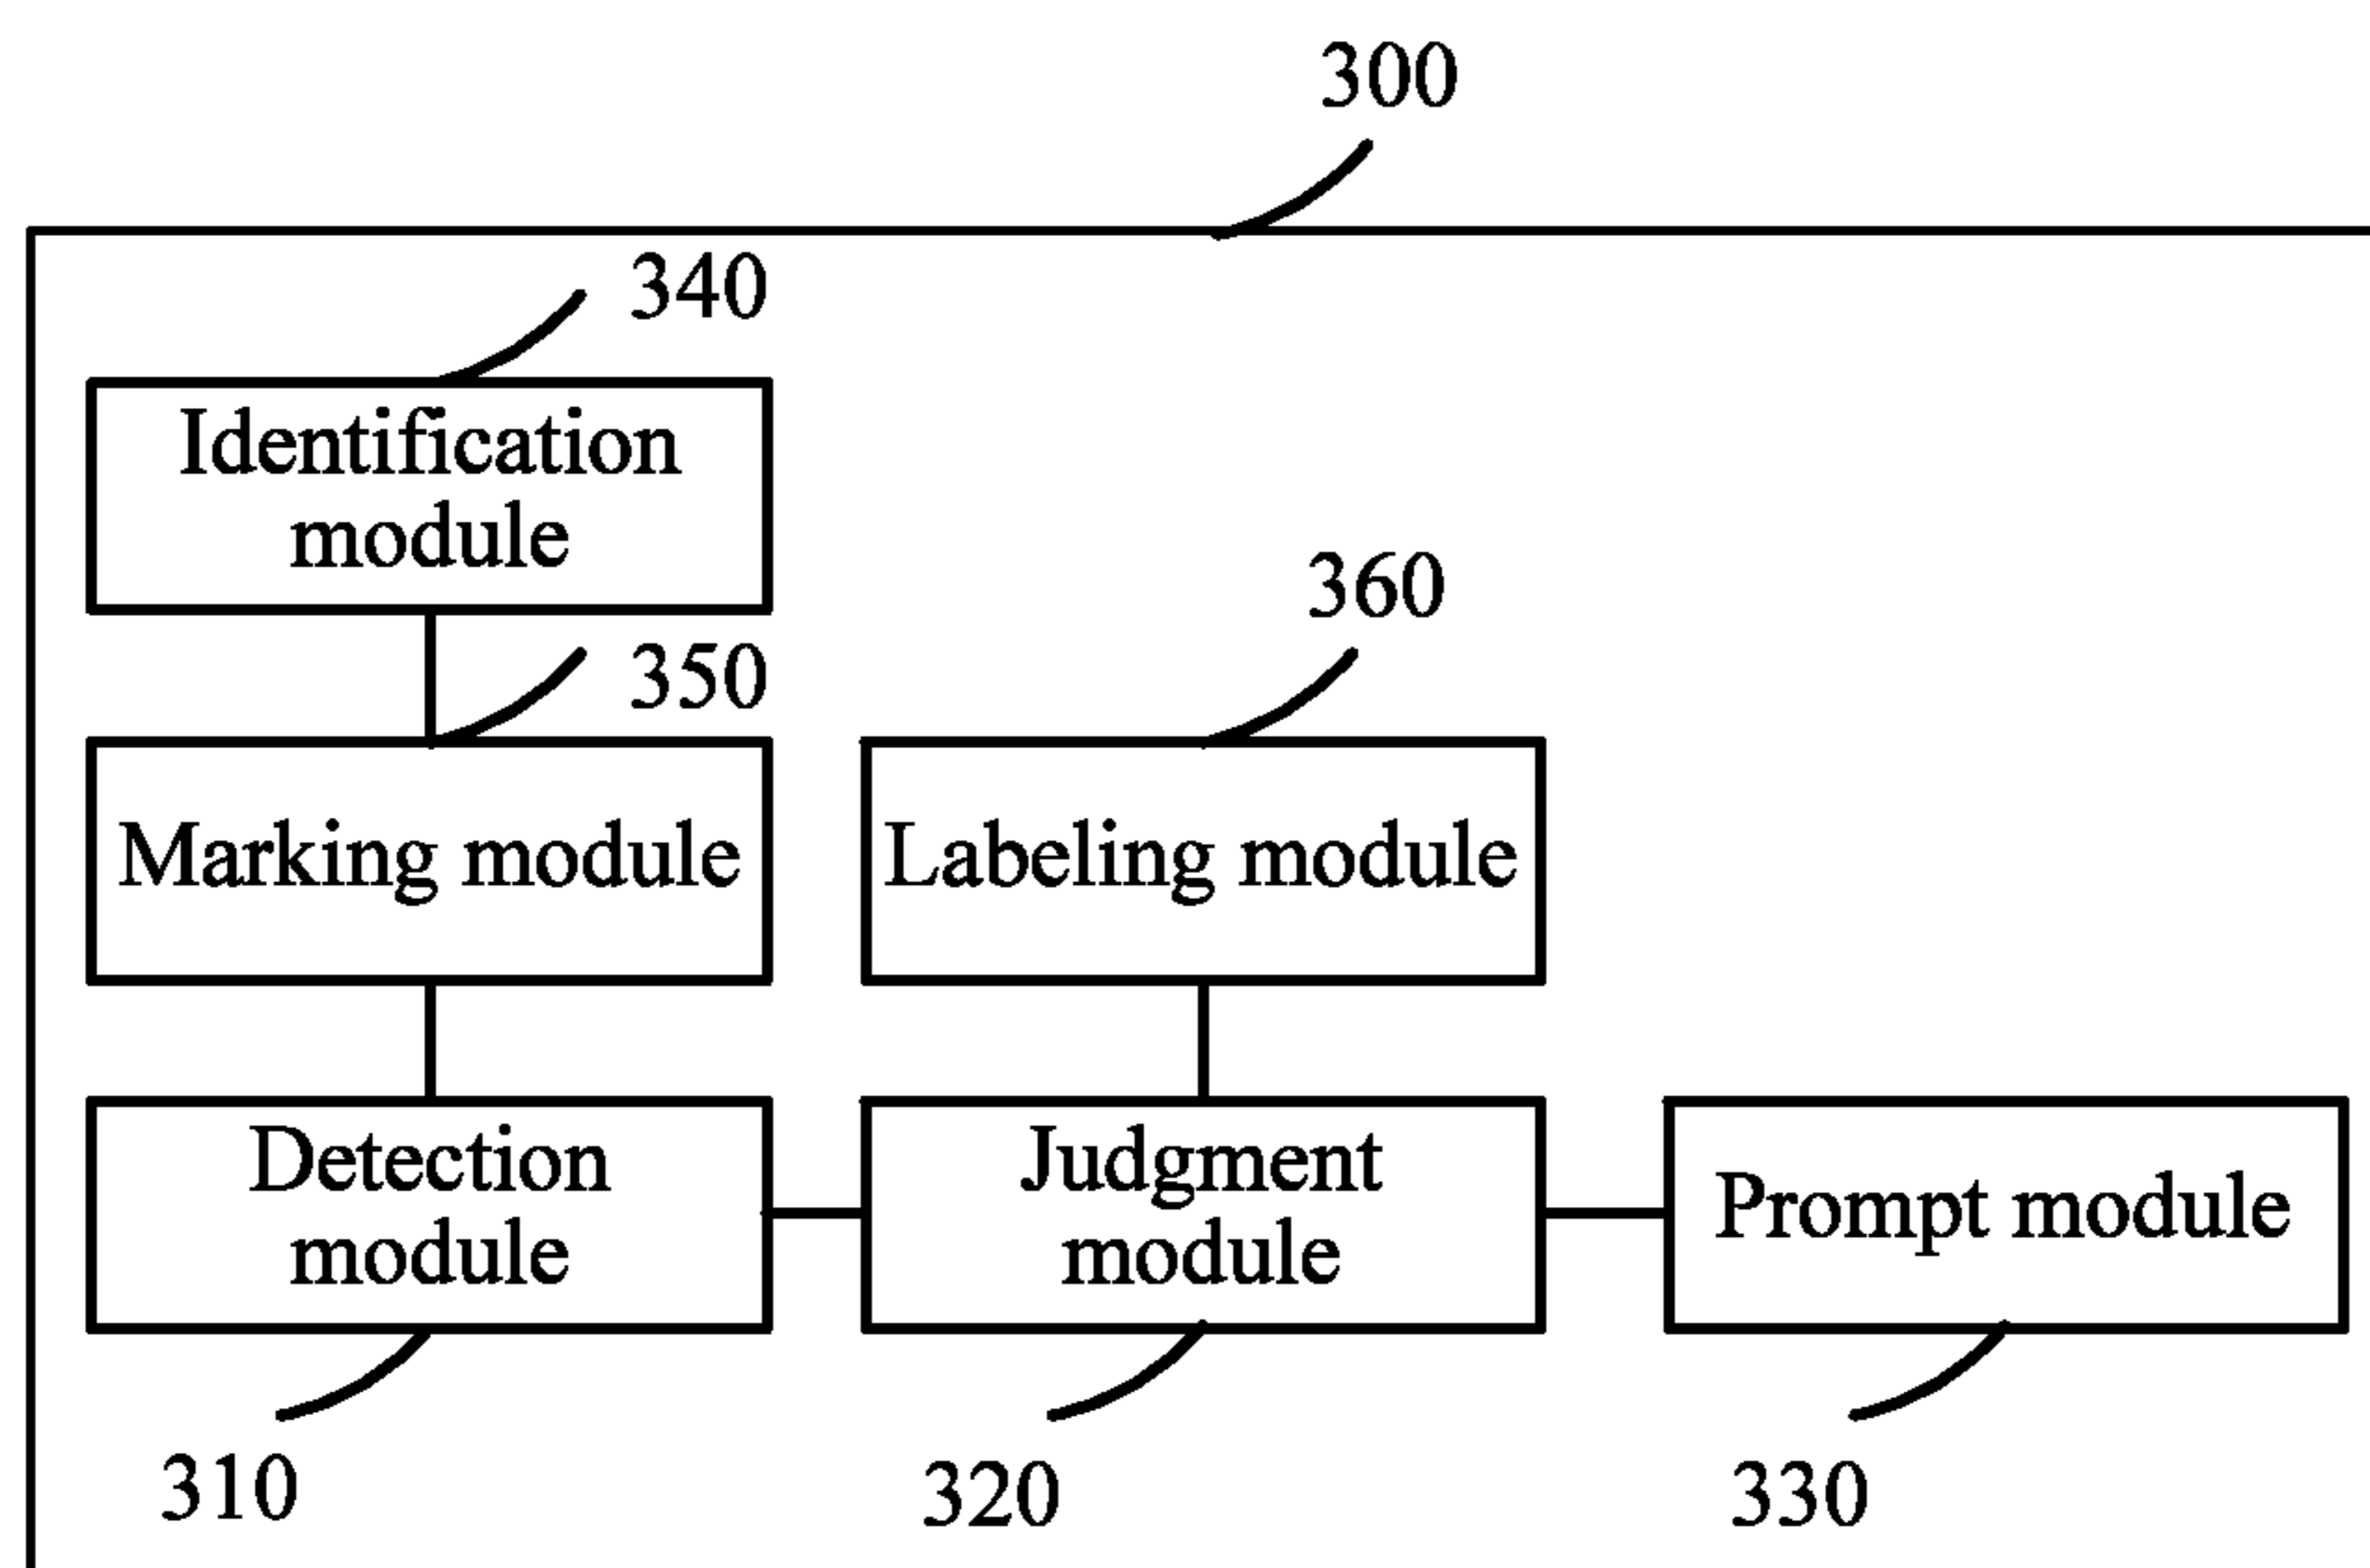 300
340
Identification
module
360
350
Marking module
Labeling module
Detection
module
Judgment
module
Prompt module
310
320
330